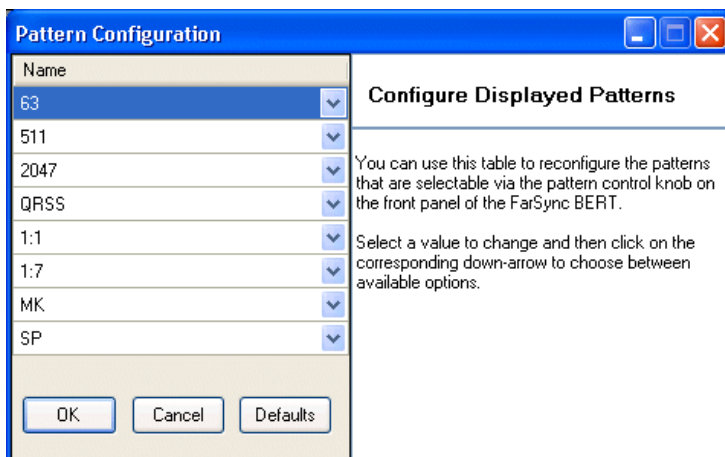 Pattern Configuration
Name
63
511
2047
QRSS
1:1
1:7
MK
SP
OK Cancel Defaults
Configure Displayed Patterns
You can use this table to reconfigure the patterns
that are selectable via the pattern control knob on
the front panel of the FarSync BERT.
Select a value to change and then click on the
corresponding down-arrow to choose between
available options.